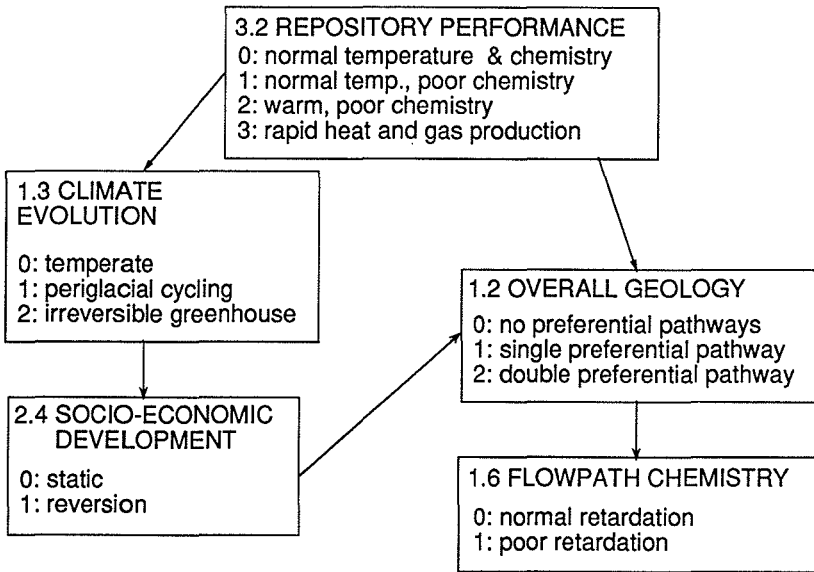 3.2 REPOSITORY PERFORMANCE
0: normal temperature & chemistry
1: normal temp., poor chemistry
2: warm, poor chemistry
3: rapid heat and gas production
1.3 CLIMATE
EVOLUTION
0: temperate
1: periglacial cycling
2: irreversible greenhouse
1.2 OVERALL GEOLOGY
0: no preferential pathways
1: single preferential pathway
2: double preferential pathway
2.4 SOCIO-ECONOMIC
DEVELOPMENT
0: static
1: reversion
1.6 FLOWPATH CHEMISTRY
0: normal retardation
1: poor retardation